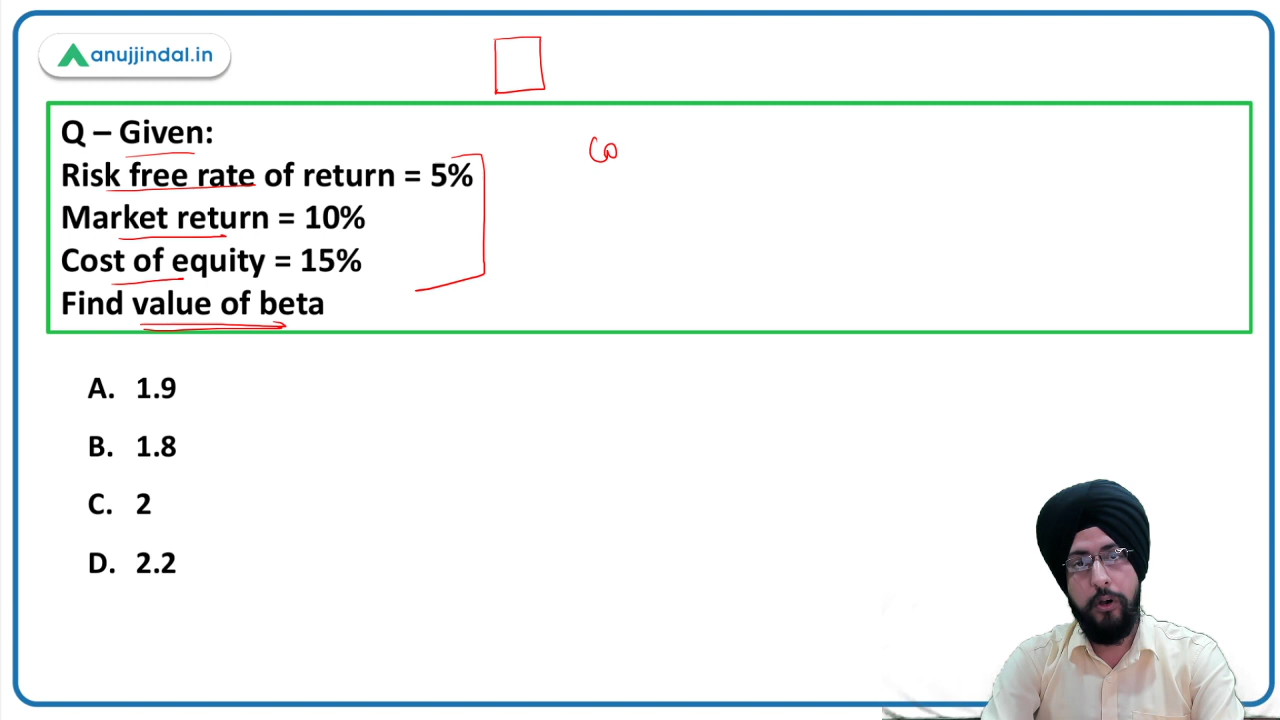 anujjindal.in
Q – Given:
Risk free rate of return = 5%
Market return = 10%
Cost of equity = 15%
Find value of beta
Co
A. 1.9
B. 1.8
C. 2
D. 2.2